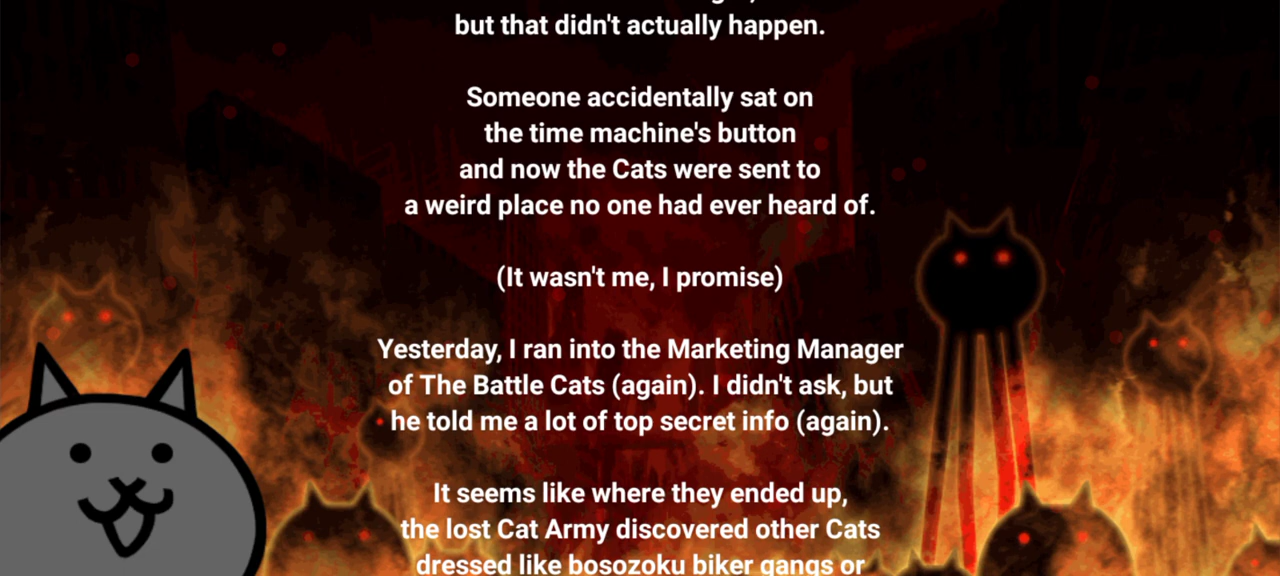 but that didn't actually happen.
Someone accidentally sat on
the time machine's button
and now the Cats were sent to
a weird place no one had ever heard of.
(It wasn't me, I promise)
Yesterday, I ran into the Marketing Manager
of The Battle Cats (again). I didn't ask, but
he told me a lot of top secret info (again).
It seems like where they ended up,
the lost Cat Army discovered other Cats
dressed like bosozoku biker gangs or